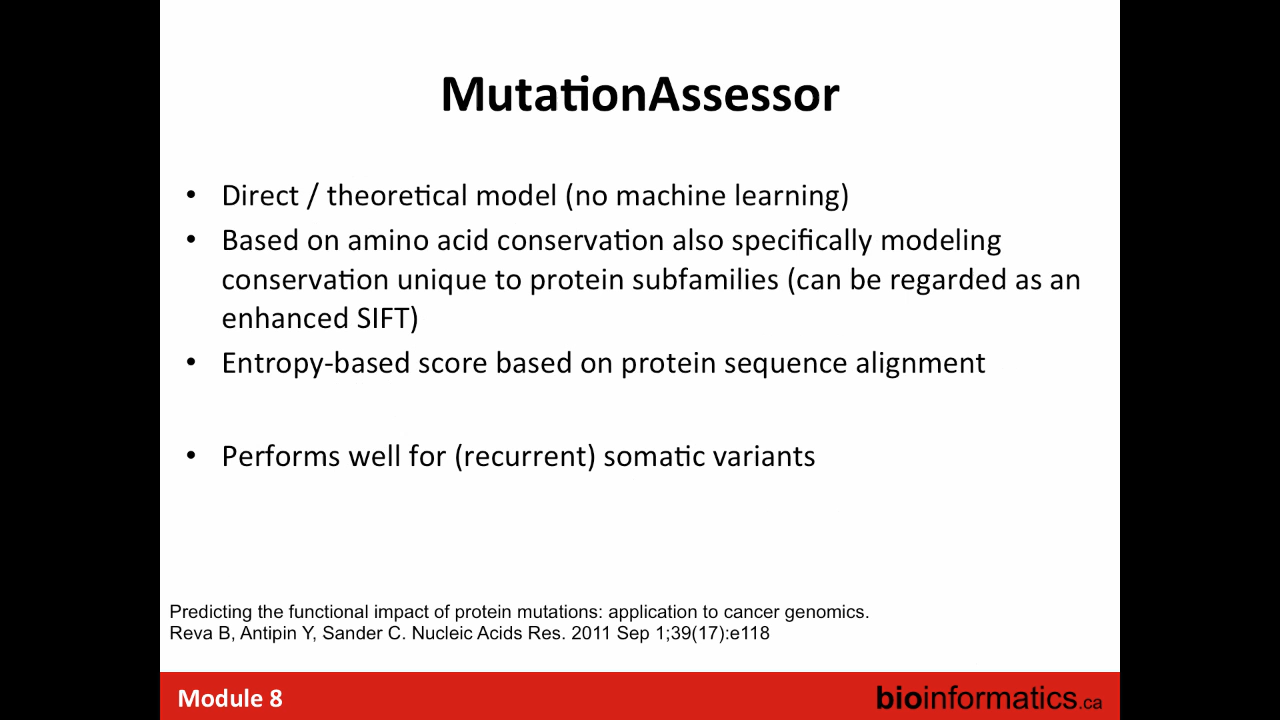 MutationAssessor
• Direct / theoretical model (no machine learning)
• Based on amino acid conservation also specifically modeling
conservation unique to protein subfamilies (can be regarded as an
enhanced SIFT)
• Entropy-based score based on protein sequence alignment
• Performs well for (recurrent) somatic variants
Predicting the functional impact of protein mutations: application to cancer genomics.
Reva B, Antipin Y, Sander C. Nucleic Acids Res. 2011 Sep 1;39(17):e118
Module 8
bioinformatics.ca